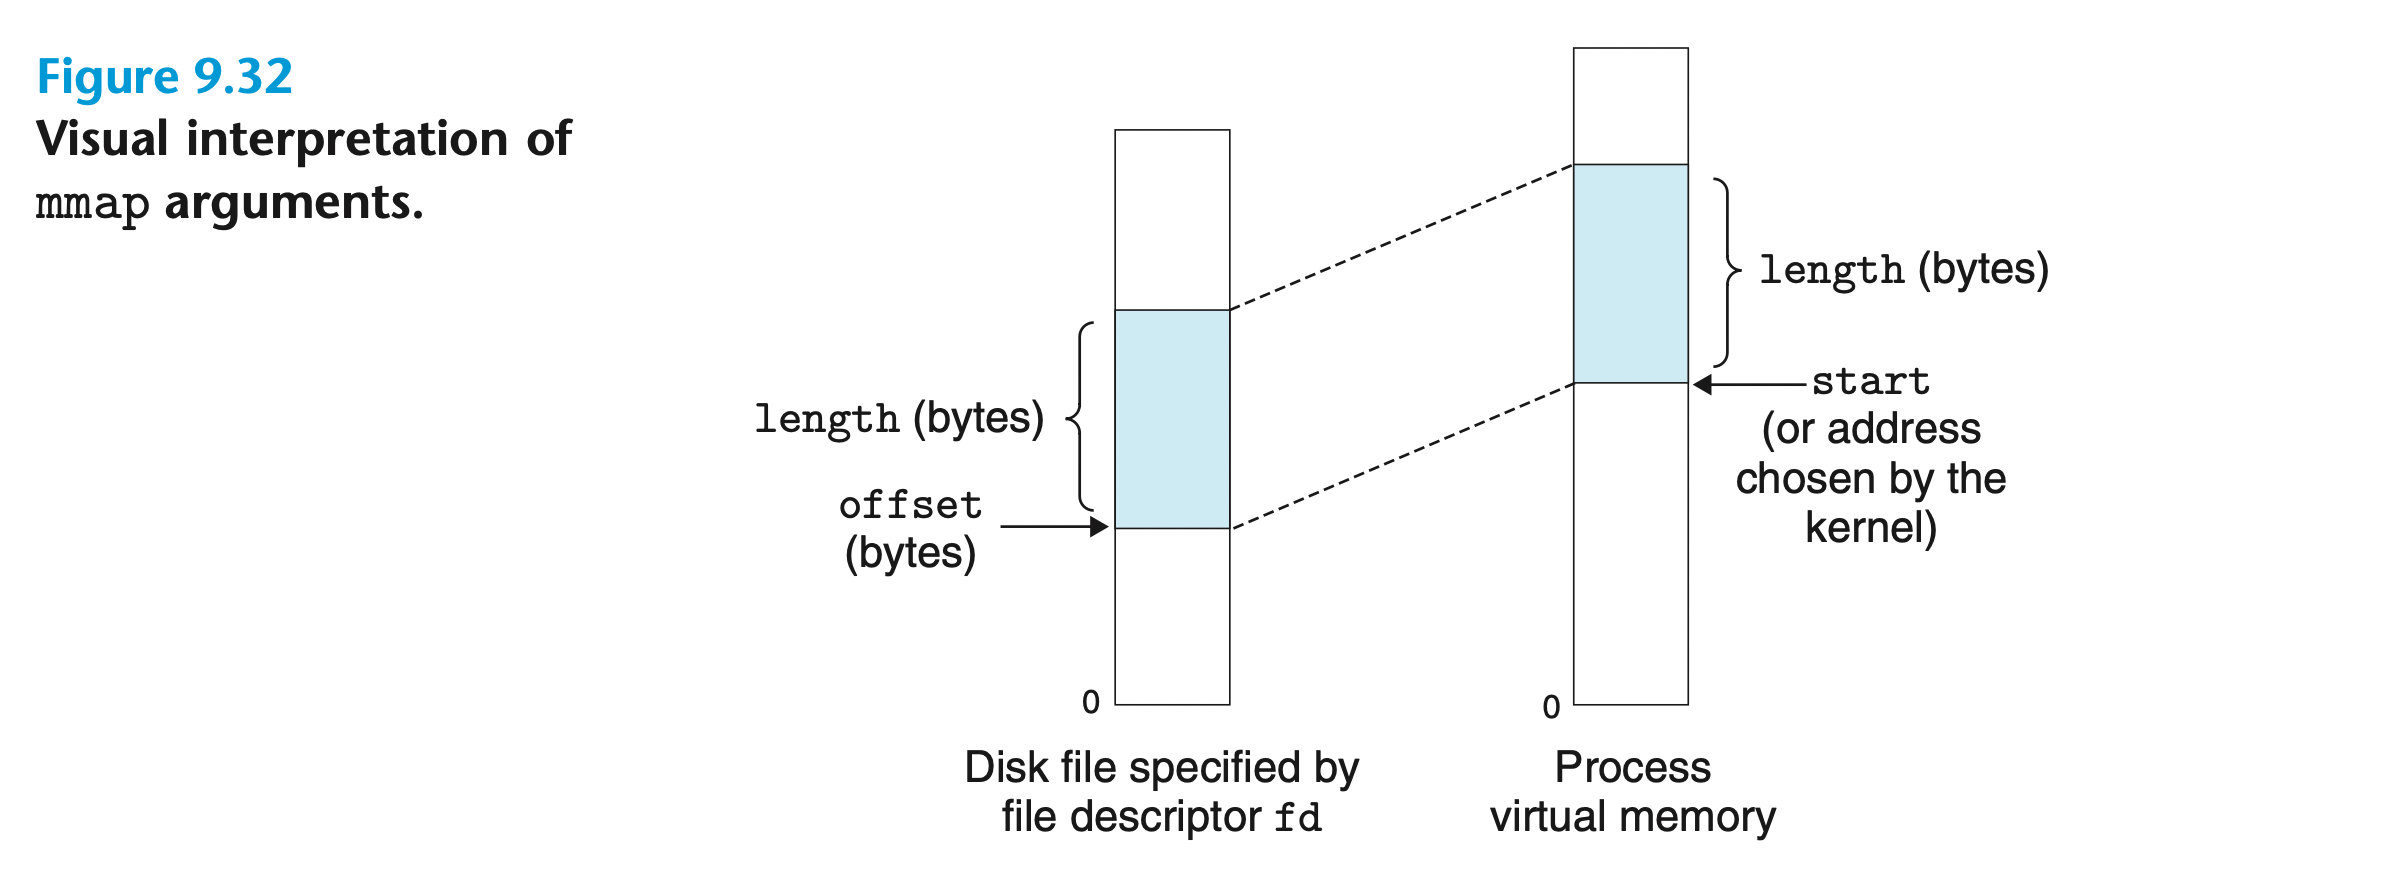 Figure 9.32
Visual interpretation of
mmap arguments.
length (bytes)
offset
(bytes)
0
Disk file specified by
file descriptor fd
length (bytes)
start
(or address
chosen by the
kernel)
0
Process
virtual memory